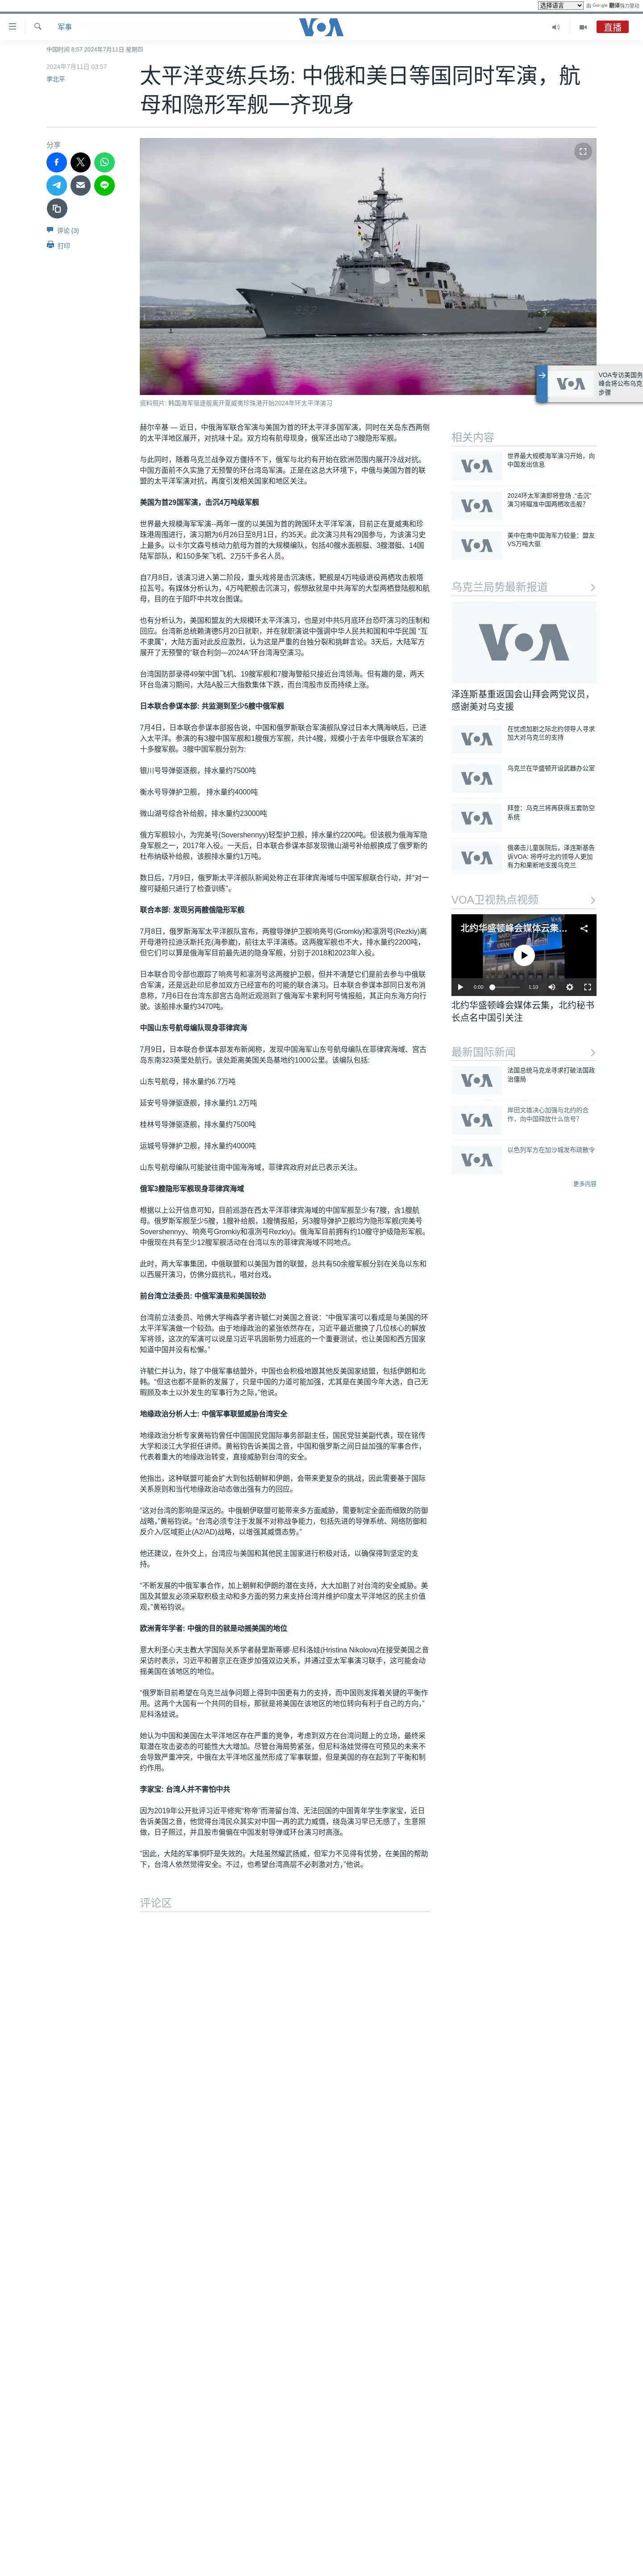 选择语言 由 Google 翻译强力驱动
军事
VOA
直播
中国时间 8:57 2024年7月11日 星期四
2024年7月11日 03:57
李北平
太平洋变练兵场: 中俄和美日等国同时军演，航
母和隐形军舰一齐现身
分享
评论 (3)
打印
资料照片: 韩国海军驱逐舰离开夏威夷珍珠港开始2024年环太平洋演习
VOA专访美国务
峰会将公布乌克
步骤
赫尔辛基 — 近日，中俄海军联合军演与美国为首的环太平洋多国军演，同时在关岛东西两侧
的太平洋地区展开，对抗味十足。双方均有航母现身，俄军还出动了3艘隐形军舰。
与此同时，随着乌克兰战争双方僵持不下，俄军与北约有开始在欧洲范围内展开冷战对抗。
中国方面前不久实施了无预警的环台湾岛军演。正是在这总大环境下，中俄与美国为首的联
盟的太平洋军演对抗，再度引发相关国家和地区关注。
美国为首29国军演，击沉4万吨级军舰
世界最大规模海军军演--两年一度的以美国为首的跨国环太平洋军演，目前正在夏威夷和珍
珠港周围进行，演习期为6月26日至8月1日，约35天。此次演习共有29国参与，为该演习史
上最多。以卡尔文森号核动力航母为首的大规模编队，包括40艘水面舰艇、3艘潜艇、14国
陆军部队，和150多架飞机、2万5千多名人员。
自7月8日，该演习进入第二阶段，重头戏将是击沉演练，靶舰是4万吨级退役两栖攻击舰塔
拉瓦号。有媒体分析认为，4万吨靶舰击沉演习，假想敌就是中共海军的大型两栖登陆舰和航
母，目的在于阻吓中共攻台图谋。
也有分析认为，美国和盟友的大规模环太平洋演习，也是对中共5月底环台恐吓演习的压制和
回应。台湾新总统赖清德5月20日就职，并在就职演说中强调中华人民共和国和中华民国 “互
不隶属”，大陆方面对此反应激烈，认为这是严重的台独分裂和挑衅言论。3天后，大陆军方
展开了无预警的“联合利剑—2024A”环台湾海空演习。
台湾国防部录得49架中国飞机、19艘军舰和7艘海警船只接近台湾领海。但有趣的是，两天
环台岛演习期间，大陆A股三大指数集体下跌，而台湾股市反而持续上涨。
日本联合参谋本部: 共监测到至少5艘中俄军舰
7月4日，日本联合参谋本部报告说，中国和俄罗斯联合军演舰队穿过日本大隅海峡后，已进
入太平洋。参演的有3艘中国军舰和1艘俄方军舰，共计4艘，规模小于去年中俄联合军演的
十多艘军舰。3艘中国军舰分别为:
银川号导弹驱逐舰，排水量约7500吨
衡水号导弹护卫舰， 排水量约4000吨
微山湖号综合补给舰，排水量约23000吨
俄方军舰较小，为完美号(Sovershennyy)轻型护卫舰，排水量约2200吨。但该舰为俄海军隐
身军舰之一，2017年入役。一天后，日本联合参谋本部发现微山湖号补给舰换成了俄罗斯的
杜布纳级补给舰，该舰排水量约1万吨。
数日后，7月9日，俄罗斯太平洋舰队新闻处称正在菲律宾海域与中国军舰联合行动，并“对一
艘可疑船只进行了检查训练”。
联合本部: 发现另两艘俄隐形军舰
7月8日，俄罗斯海军太平洋舰队宣布，两艘导弹护卫舰响亮号(Gromkiy)和凛冽号(Rezkiy)离
开母港符拉迪沃斯托克(海参崴)，前往太平洋演练。这两艘军舰也不大，排水量约2200吨，
但它们可以算是俄海军目前最先进的隐身军舰，分别于2018和2023年入役。
日本联合司令部也跟踪了响亮号和凛冽号这两艘护卫舰，但并不清楚它们是前去参与中俄联
合军演，还是远赴印尼参加双方已经宣布的可能的联合军演。日本联合参谋本部同日发布消
息称，7月6日在台湾东部宫古岛附近观测到了俄海军卡累利阿号情报船，其正向东海方向行
驶。该船排水量约3470吨。
中国山东号航母编队现身菲律宾海
7月9日，日本联合参谋本部发布新闻称，发现中国海军山东号航母编队在菲律宾海域、宫古
岛东南323英里处航行。该处距离美国关岛基地约1000公里。该编队包括:
山东号航母，排水量约6.7万吨
延安号导弹驱逐舰，排水量约1.2万吨
桂林号导弹驱逐舰，排水量约7500吨
运城号导弹护卫舰，排水量约4000吨
山东号航母编队可能驶往南中国海海域，菲律宾政府对此已表示关注。
俄军3艘隐形军舰现身菲律宾海域
根据以上公开信息可知，目前巡游在西太平洋菲律宾海域的中国军舰至少有7艘，含1艘航
母。俄罗斯军舰至少5艘，1艘补给舰，1艘情报船，另3艘导弹护卫舰均为隐形军舰(完美号
Sovershennyy、响亮号Gromkiy和凛冽号Rezkiy)。俄海军目前拥有约10艘守护级隐形军舰。
中俄现在共有至少12艘军舰活动在台湾以东的菲律宾海域不同地点。
此时，两大军事集团，中俄联盟和以美国为首的联盟，总共有50余艘军舰分别在关岛以东和
以西展开演习，仿佛分庭抗礼，唱对台戏。
前台湾立法委员: 中俄军演是和美国较劲
台湾前立法委员、哈佛大学梅森学者许毓仁对美国之音说：“中俄军演可以看成是与美国的环
太平洋军演做一个较劲。由于地缘政治的紧张依然存在，习近平最近撤换了几位核心的解放
军将领，这次的军演可以说是习近平巩固新势力班底的一个重要测试，也让美国和西方国家
知道中国并没有松懈。”
许毓仁并认为，除了中俄军事结盟外，中国也会积极地跟其他反美国家结盟，包括伊朗和北
韩。“但这也都不是新的发展了，只是中国的力道可能加强，尤其是在美国今年大选，自己无
暇顾及本土以外发生的军事行为之际，”他说。
地缘政治分析人士: 中俄军事联盟威胁台湾安全
地缘政治分析专家黄裕钧曾任中国国民党国际事务部副主任，国民党驻美副代表，现在铭传
大学和淡江大学担任讲师。黄裕钧告诉美国之音，中国和俄罗斯之间日益加强的军事合作，
代表着重大的地缘政治转变，直接威胁到台湾的安全。
他指出，这种联盟可能会扩大到包括朝鲜和伊朗，会带来更复杂的挑战，因此需要基于国际
关系原则和当代地缘政治动态做出强有力的回应。
“这对台湾的影响是深远的。中俄朝伊联盟可能带来多方面威胁，需要制定全面而细致的防御
战略，”黄裕钧说。“台湾必须专注于发展不对称战争能力，包括先进的导弹系统、网络防御和
反介入/区域拒止(A2/AD)战略，以增强其威慑态势。”
他还建议，在外交上，台湾应与美国和其他民主国家进行积极对话，以确保得到坚定的支
持。
“不断发展的中俄军事合作，加上朝鲜和伊朗的潜在支持，大大加剧了对台湾的安全威胁。美
国及其盟友必须采取积极主动和多方面的努力来支持台湾并维护印度太平洋地区的民主价值
观，”黄裕钧说。
欧洲青年学者: 中俄的目的就是动摇美国的地位
意大利圣心天主教大学国际关系学者赫里斯蒂娜·尼科洛娃(Hristina Nikolova)在接受美国之音
采访时表示，习近平和普京正在逐步加强双边关系，并通过亚太军事演习联手，这可能会动
摇美国在该地区的地位。
“俄罗斯目前希望在乌克兰战争问题上得到中国更有力的支持，而中国则发挥着关键的平衡作
用。这两个大国有一个共同的目标，那就是将美国在该地区的地位转向有利于自己的方向，”
尼科洛娃说。
她认为中国和美国在太平洋地区存在严重的竞争，考虑到双方在台湾问题上的立场，最终采
取潜在攻击姿态的可能性大大增加。尽管台海局势紧张，但尼科洛娃觉得在可预见的未来不
会导致严重冲突，中俄在太平洋地区虽然形成了军事联盟，但是美国的存在起到了平衡和制
约作用。
李家宝: 台湾人并不害怕中共
因为2019年公开批评习近平修宪“称帝”而滞留台湾、无法回国的中国青年学生李家宝，近日
告诉美国之音，他觉得台湾民众其实对中国一再的武力威慑，绕岛演习早已无感了，生意照
做，日子照过，并且股市偏偏在中国发射导弹或环台演习时高涨。
“因此，大陆的军事恫吓是失效的。大陆虽然耀武扬威，但军力不见得有优势，在美国的帮助
下，台湾人依然觉得安全。不过，也希望台湾高层不必刺激对方，”他说。
评论区
相关内容
世界最大规模海军演习开始，向
中国发出信息
2024环太军演即将登场 ;“击沉”
演习将瞄准中国两栖攻击舰?
美中在南中国海军力较量：盟友
VS万吨大驱
乌克兰局势最新报道
VOA
泽连斯基重返国会山拜会两党议员，
感谢美对乌支援
在忧虑加剧之际北约领导人寻求
加大对乌克兰的支持
乌克兰在华盛顿开设武器办公室
拜登：乌克兰将再获得五套防空
系统
俄袭击儿童医院后，泽连斯基告
诉VOA: 将呼吁北约领导人更加
有力和果断地支援乌克兰
VOA卫视热点视频
北约华盛顿峰会媒体云集…
0:00 1:10
北约华盛顿峰会媒体云集，北约秘书
长点名中国引关注
最新国际新闻
法国总统马克龙寻求打破法国政
治僵局
岸田文雄决心加强与北约的合
作，向中国释放什么信号?
以色列军方在加沙城发布疏散令
更多内容